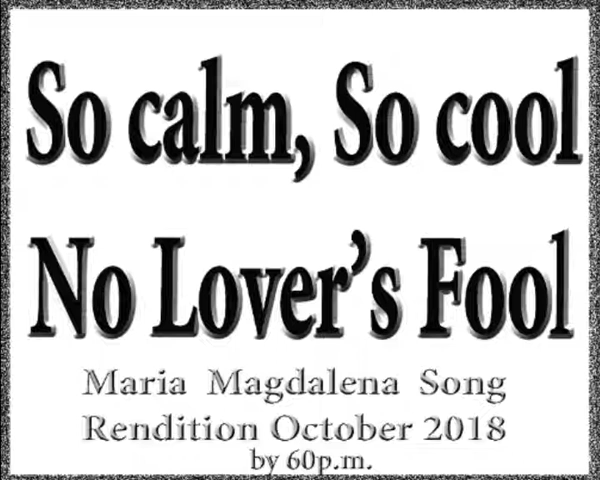 So calm, So cool
No Lover's Fool
Maria Magdalena Song
Rendition October 2018
by 60p.m.